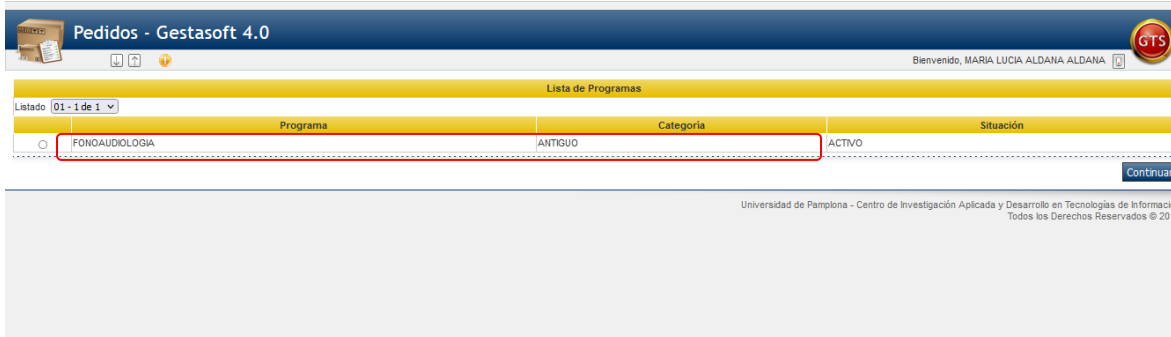 Pedidos - Gestasoft 4.0
GTS
Bienvenido, MARIA LUCIA ALDANA ALDANA
Lista de Programas
Listado 01 - 1 de 1
Programa Categoría Situación
FONOAUDIOLOGIA ANTIGUO ACTIVO
Continuar
Universidad de Pamplona - Centro de Investigación Aplicada y Desarrollo en Tecnologías de Informaci
Todos los Derechos Reservados © 20